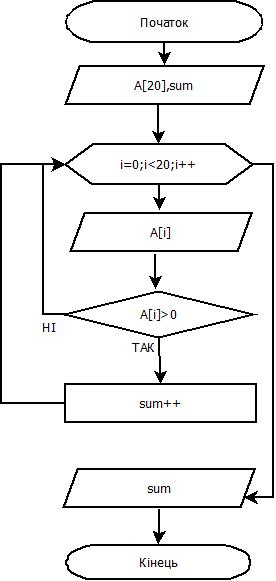 Початок
A[20],sum
i=0;i<20;i++
A[i]
A[i]>0
НІ
ТАК
sum++
sum
Кінець